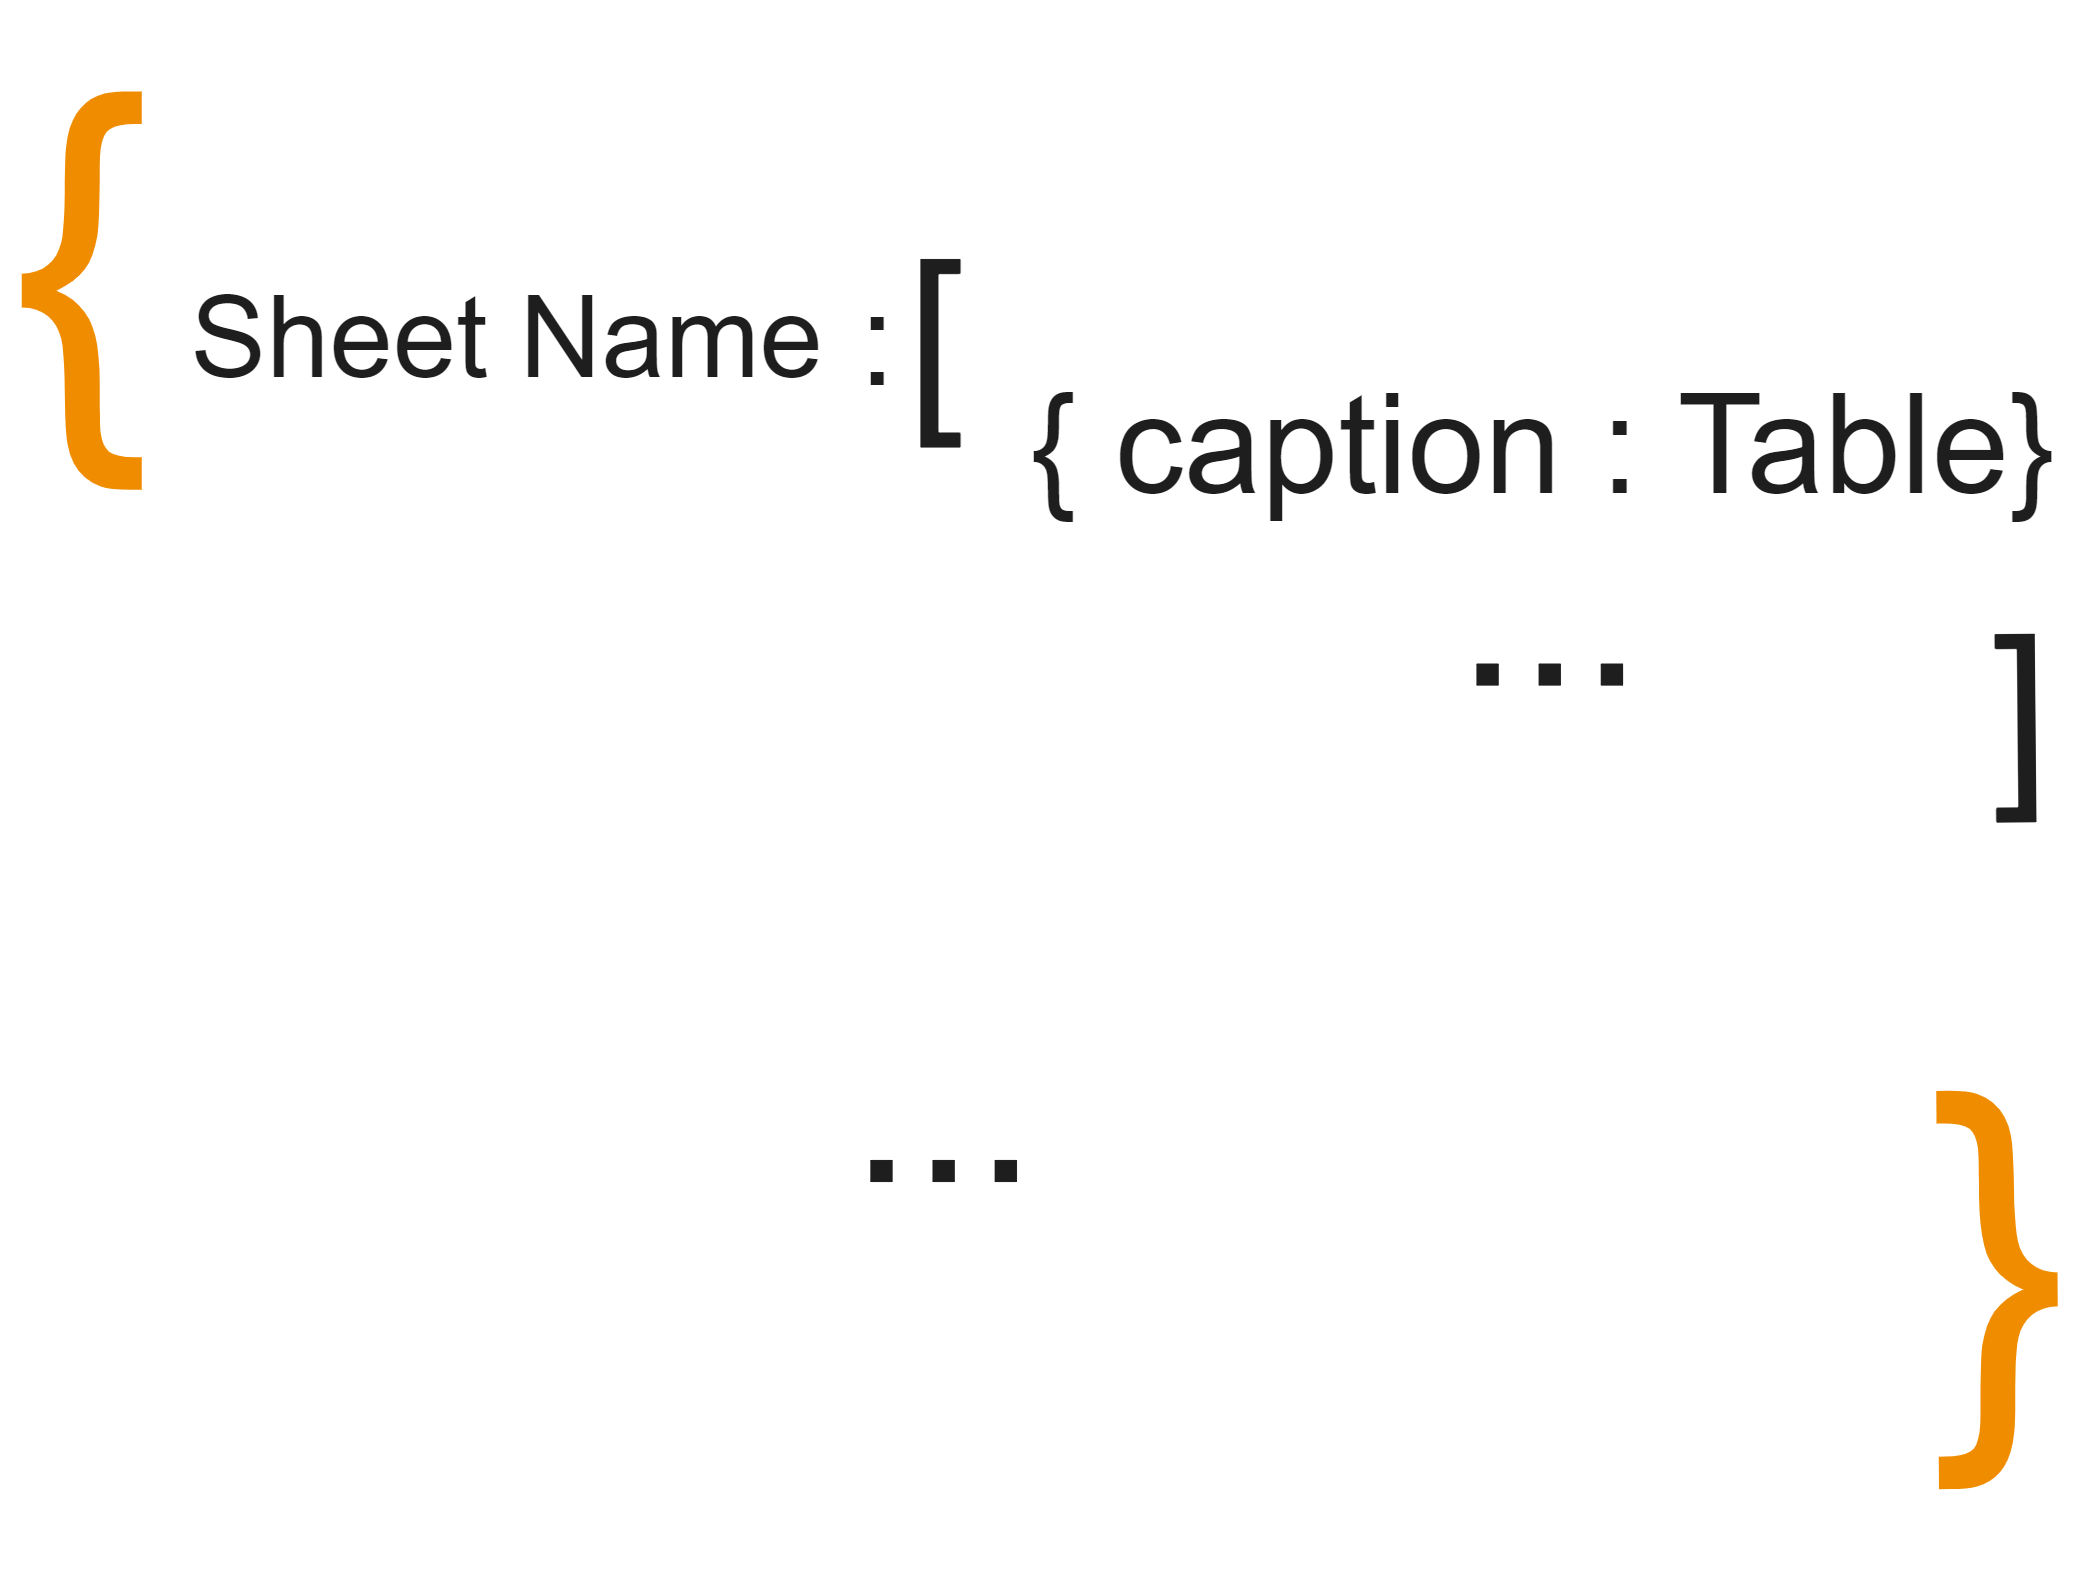 { Sheet Name : [
{ caption : Table}
...
]
...
}